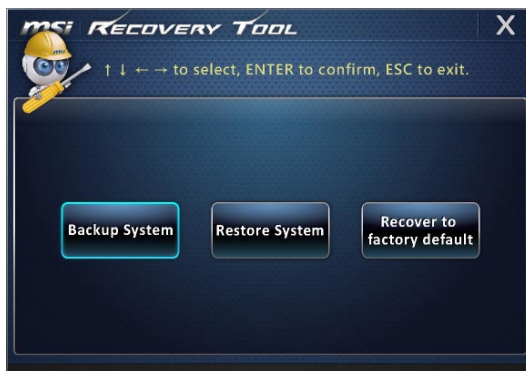 msi RECOVERY TOOL X
↑ ↓ ← → to select, ENTER to confirm, ESC to exit.
Backup System
Restore System
Recover to
factory default